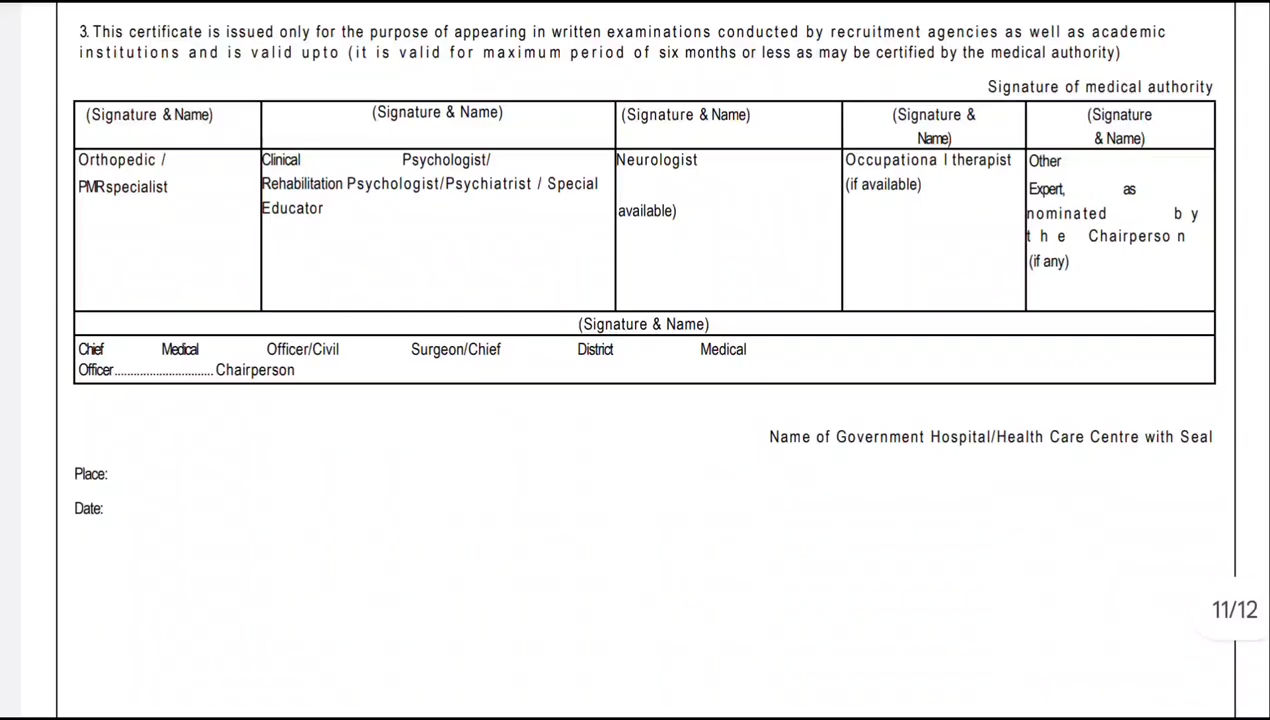 3. This certificate is issued only for the purpose of appearing in written examinations conducted by recruitment agencies as well as academic
institutions and is valid upto (it is valid for maximum period of six months or less as may be certified by the medical authority)
Signature of medical authority
(Signature & Name)
(Signature & Name)
(Signature & Name)
(Signature &
Name)
(Signature
& Name)
Orthopedic /
PMR specialist
Clinical Psychologist/
Rehabilitation Psychologist/Psychiatrist / Special
Educator
Neurologist
available)
Occupationa l therapist
(if available)
Other
Expert, as
nominated b y
t h e Chairperso n
(if any)
(Signature & Name)
Chief Medical Officer/Civil Surgeon/Chief District Medical
Officer............................... Chairperson
Name of Government Hospital/Health Care Centre with Seal
Place:
Date:
11/12